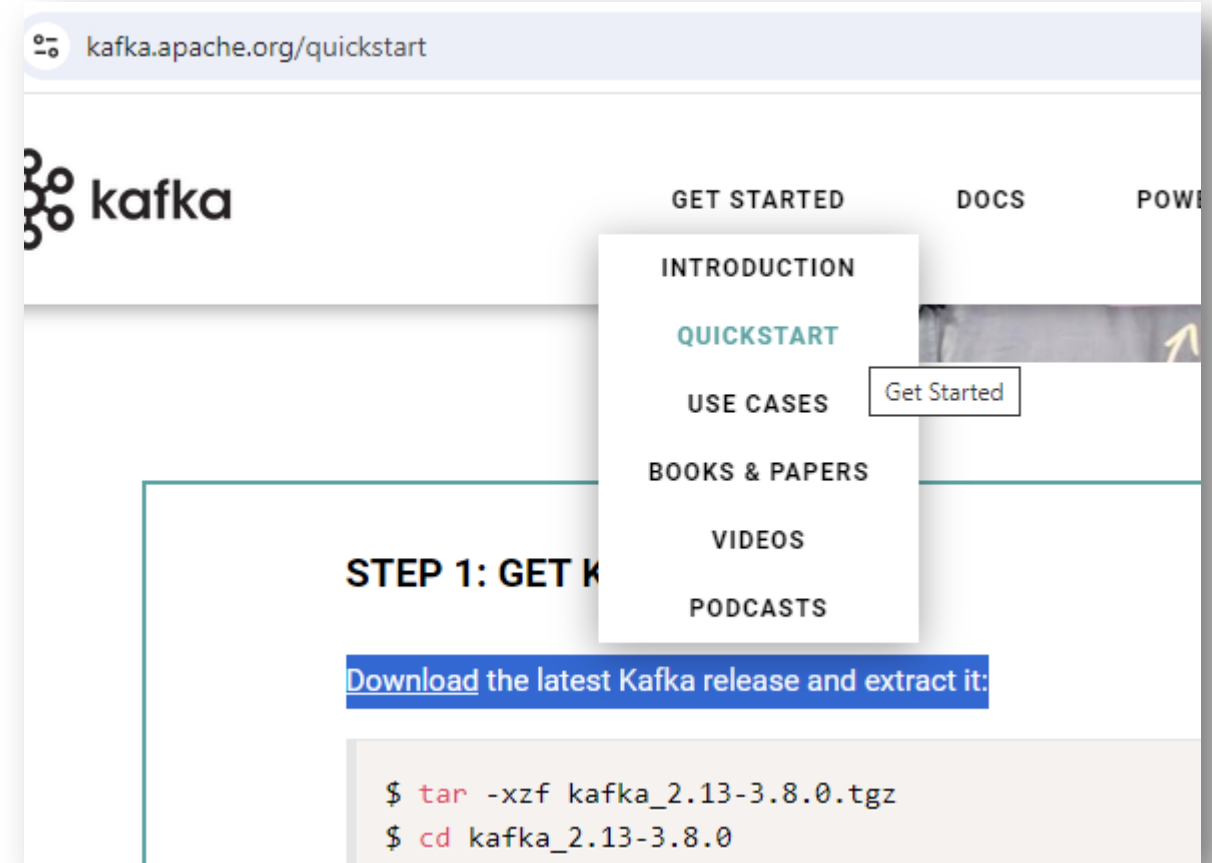 kafka.apache.org/quickstart
kafka
GET STARTED DOCS
INTRODUCTION
QUICKSTART
Get Started
USE CASES
BOOKS & PAPERS
VIDEOS
STEP 1: GET
PODCASTS
Download the latest Kafka release and extract it:
$ tar -xzf kafka_2.13-3.8.0.tgz
$ cd kafka_2.13-3.8.0